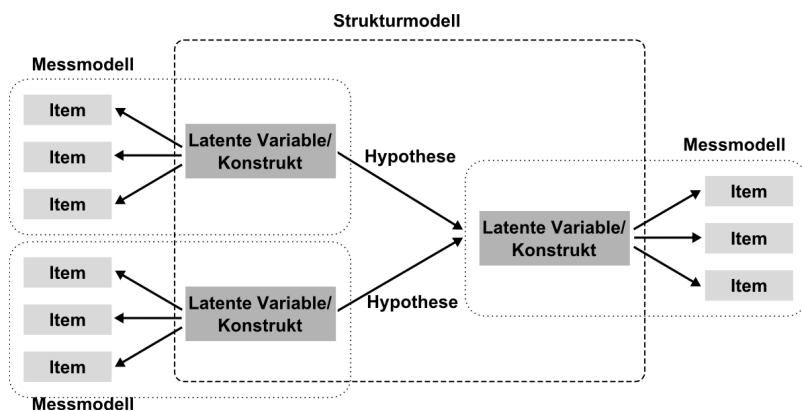 Strukturmodell
Messmodell
Item
Item
Item
Latente Variable/
Konstrukt
Hypothese
Messmodell
Item
Item
Item
Latente Variable/
Konstrukt
Item
Item
Item
Latente Variable/
Konstrukt
Hypothese
Messmodell